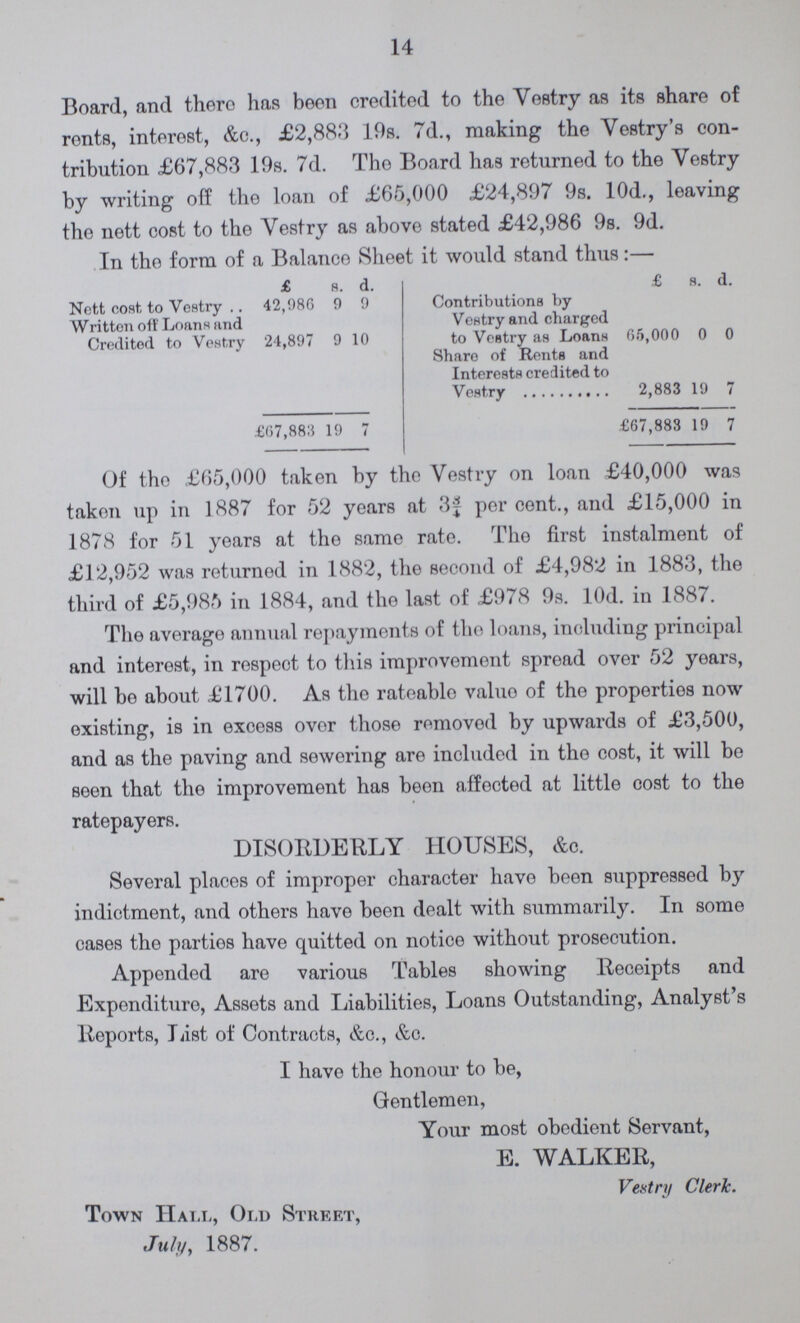 14
Board, and there has been credited to the Vestry as its share of
rents, interest, &c., £2,883 19s. 7d., making the Vestry's con-
tribution £67,883 19s. 7d. The Board has returned to the Vestry
by writing off the loan of £65,000 £24,897 9s. 10d., leaving
the nett cost to the Vestry as above stated £42,986 9s. 9d.
In the form of a Balance Sheet it would stand thus :—
£ s. d.
Nett cost to Vestry .. 42,986 9 9
Written off Loans and
Credited to Vestry 24,897 9 10
£67,883 19 7
£ s. d.
Contributions by
Vestry and charged
to Vestry as Loans 65,000 0 0
Share of Rents and
Interests credited to
Vestry .......... 2,883 19 7
£67,883 19 7
Of the £65,000 taken by the Vestry on loan £40,000 was
taken up in 1887 for 52 years at 3¾ per cent., and £15,000 in
1878 for 51 years at the same rate. The first instalment of
£12,952 was returned in 1882, the second of £4,982 in 1883, the
third of £5,985 in 1884, and the last of £978 9s. 10d. in 1887.
The average annual repayments of the loans, including principal
and interest, in respect to this improvement spread over 52 years,
will be about £1700. As the rateable value of the properties now
existing, is in excess over those removed by upwards of £3,500,
and as the paving and sewering are included in the cost, it will be
seen that the improvement has been affected at little cost to the
ratepayers.
DISORDERLY HOUSES, &c.
Several places of improper character have been suppressed by
indictment, and others have been dealt with summarily. In some
cases the parties have quitted on notice without prosecution.
Appended are various Tables showing Receipts and
Expenditure, Assets and Liabilities, Loans Outstanding, Analyst's
Reports, List of Contracts, &c., &c.
I have the honour to be,
Gentlemen,
Your most obedient Servant,
E. WALKER,
Vestry Clerk.
Town Hall, Old Street,
July, 1887.